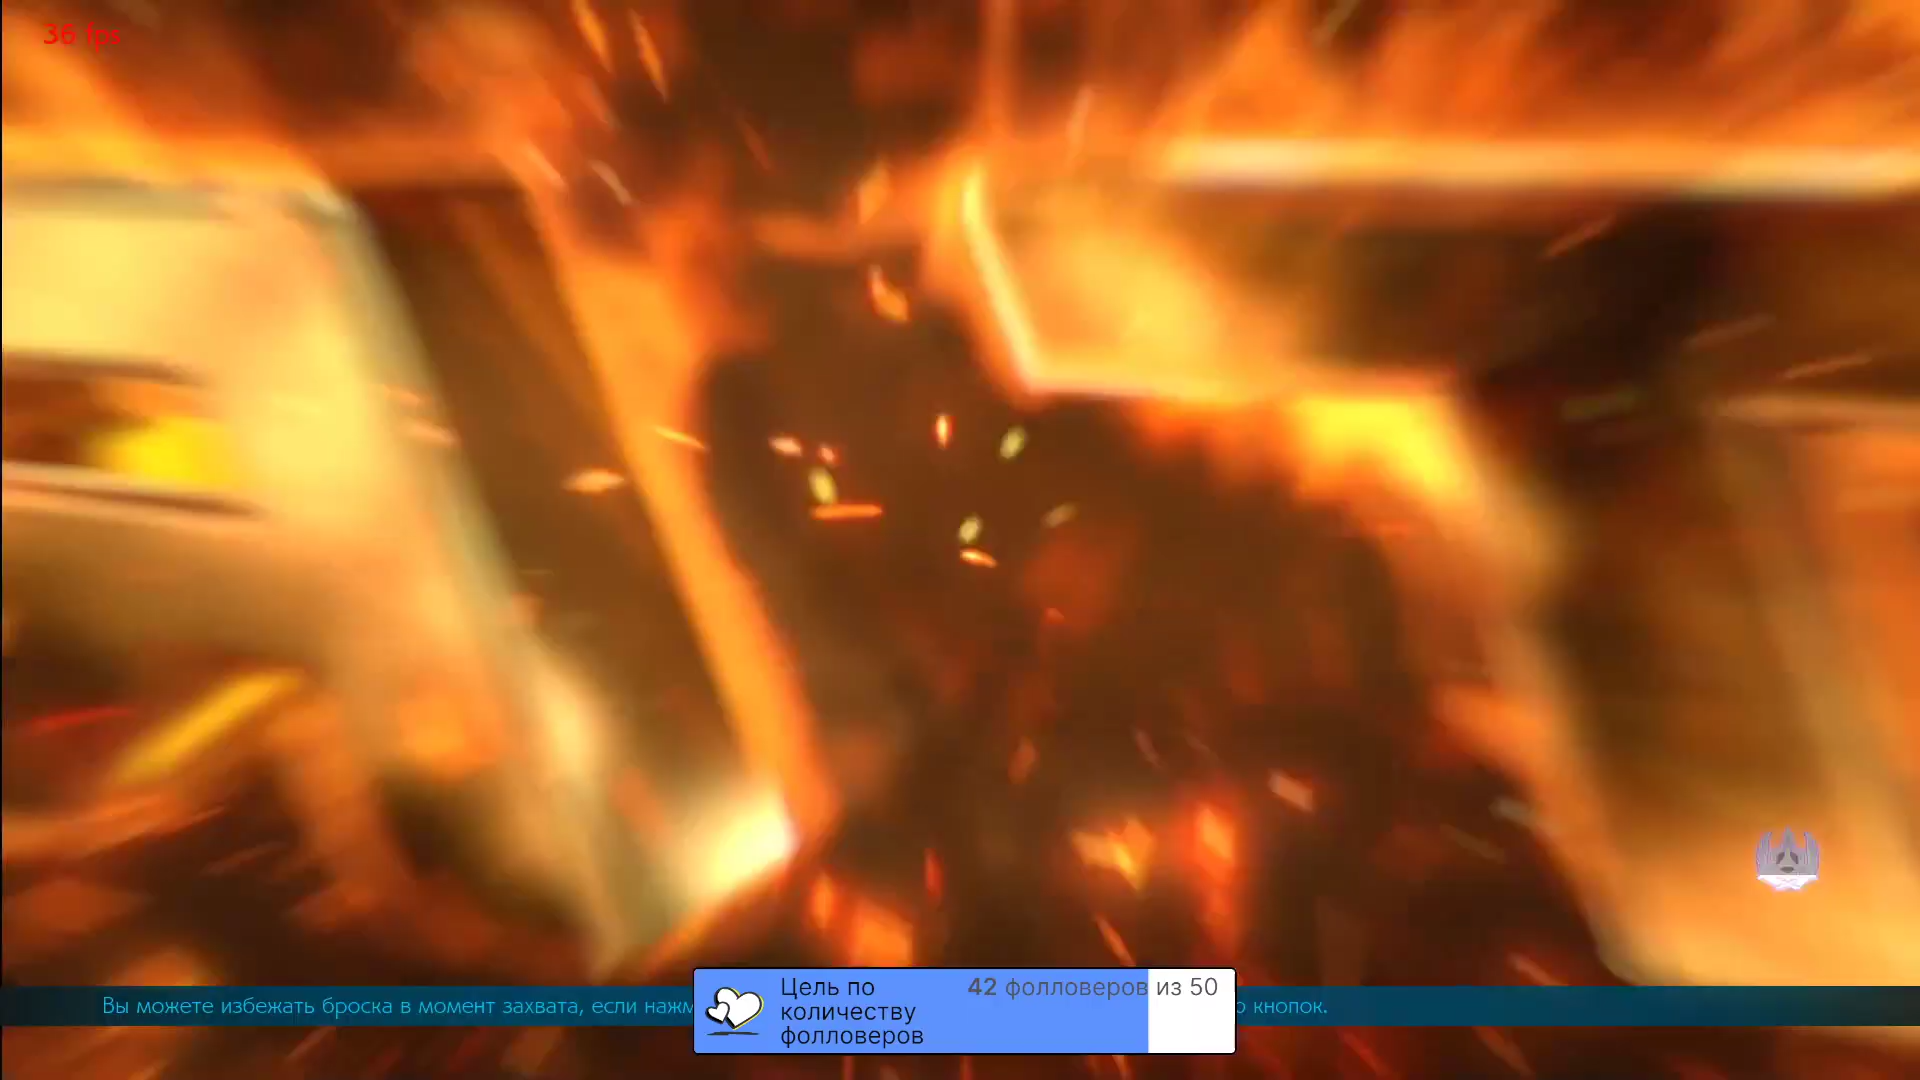 36 fps
Вы можете избежать броска в момент захвата, если нажм
кнопок.
Цель по
количеству
фолловеров
42 фолловеров из 50